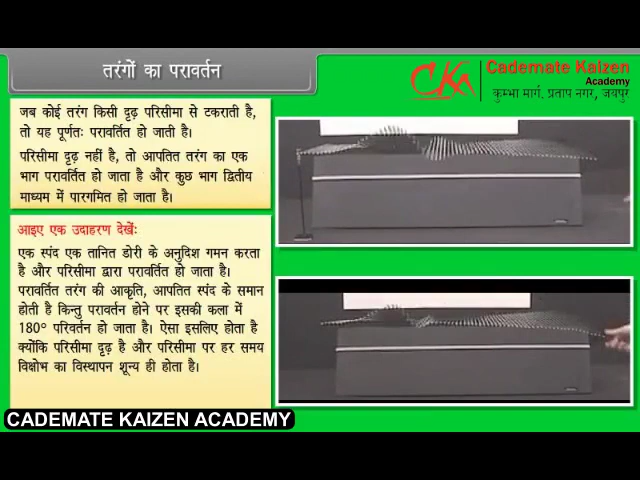 तरंगों का परावर्तन
Cademate Kaizen
Academy
CKA
कुम्भा मार्ग, प्रताप नगर, जयपुर
जब कोई तरंग किसी दृढ़ परिसीमा से टकराती है,
तो यह पूर्णतः परावर्तित हो जाती है।
परिसीमा दृढ़ नहीं है, तो आपतित तरंग का एक
भाग परावर्तित हो जाता है और कुछ भाग द्वितीय
माध्यम में पारगमित हो जाता है।
आइए एक उदाहरण देखेंः
एक स्पंद एक तानित डोरी के अनुदिश गमन करता
है और परिसीमा द्वारा परावर्तित हो जाता है।
परावर्तित तरंग की आकृति, आपतित स्पंद के समान
होती है किन्तु परावर्तन होने पर इसकी कला में
180° परिवर्तन हो जाता है। ऐसा इसलिए होता है
क्योंकि परिसीमा दृढ़ है और परिसीमा पर हर समय
विक्षोभ का विस्थापन शून्य ही होता है।
CADEMATE KAIZEN ACADEMY